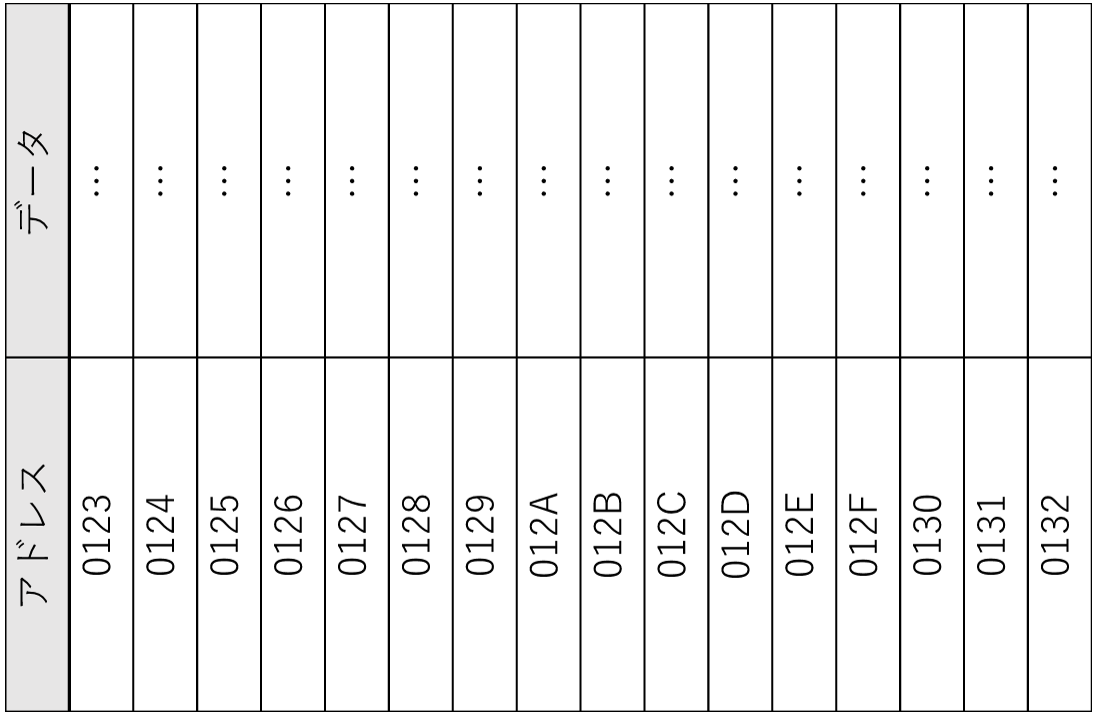 アドレス データ
0123 …
0124 …
0125 …
0126 …
0127 …
0128 …
0129 …
012A …
012B …
012C …
012D …
012E …
012F …
0130 …
0131 …
0132 …